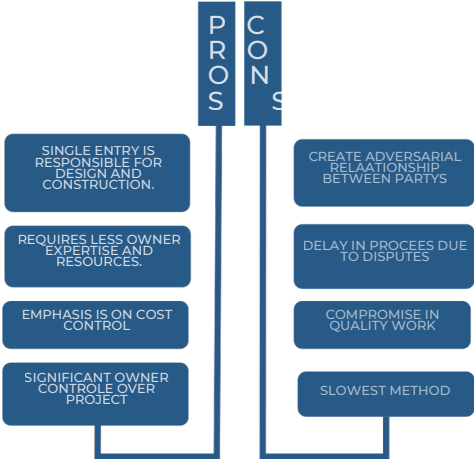 PROS
CONS
SINGLE ENTRY IS
RESPONSIBLE FOR
DESIGN AND
CONSTRUCTION.
REQUIRES LESS OWNER
EXPERTISE AND
RESOURCES.
EMPHASIS IS ON COST
CONTROL
SIGNIFICANT OWNER
CONTROLE OVER
PROJECT
CREATE ADVERSARIAL
RELAATIONSHIP
BETWEEN PARTYS
DELAY IN PROCEES DUE
TO DISPUTES
COMPROMISE IN
QUALITY WORK
SLOWEST METHOD